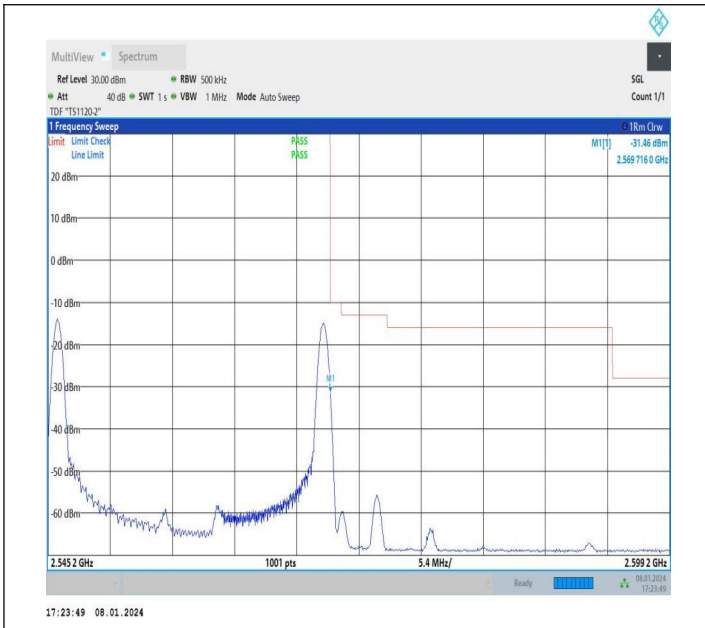 R&S
MultiView Spectrum
Ref Level 30.00 dBm RBW 500 kHz SGL
Att 40 dB SWT 1 s VBW 1 MHz Mode Auto Sweep Count 1/1
TDF "TS1120-2"
1 Frequency Sweep 1Rm Clrw
Limit Limit Check PASS M1[1] -31.46 dBm
Line Limit PASS 2.569 716 0 GHz
20 dBm
10 dBm
0 dBm
-10 dBm
-20 dBm
M1
-30 dBm
-40 dBm
-50 dBm
-60 dBm
2.545 2 GHz 1001 pts 5.4 MHz/ 2.599 2 GHz
Ready 08.01.2024
17:23:49
17:23:49 08.01.2024